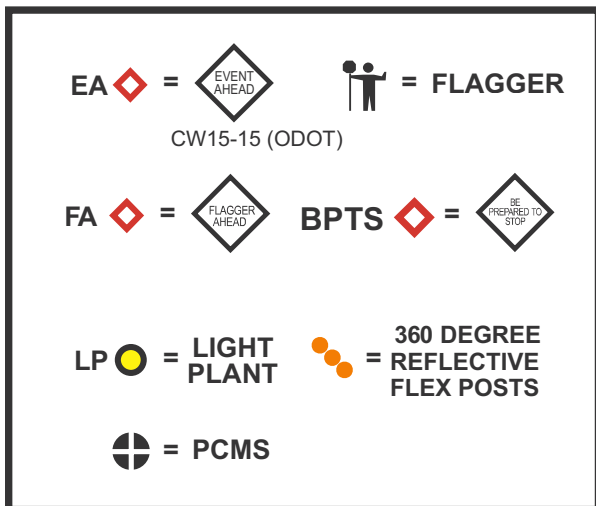 EA = EVENT AHEAD = FLAGGER
CW15-15 (ODOT)
FA = FLAGGER AHEAD BPTS = BE PREPARED TO STOP
LP = LIGHT PLANT = 360 DEGREE REFLECTIVE FLEX POSTS
= PCMS